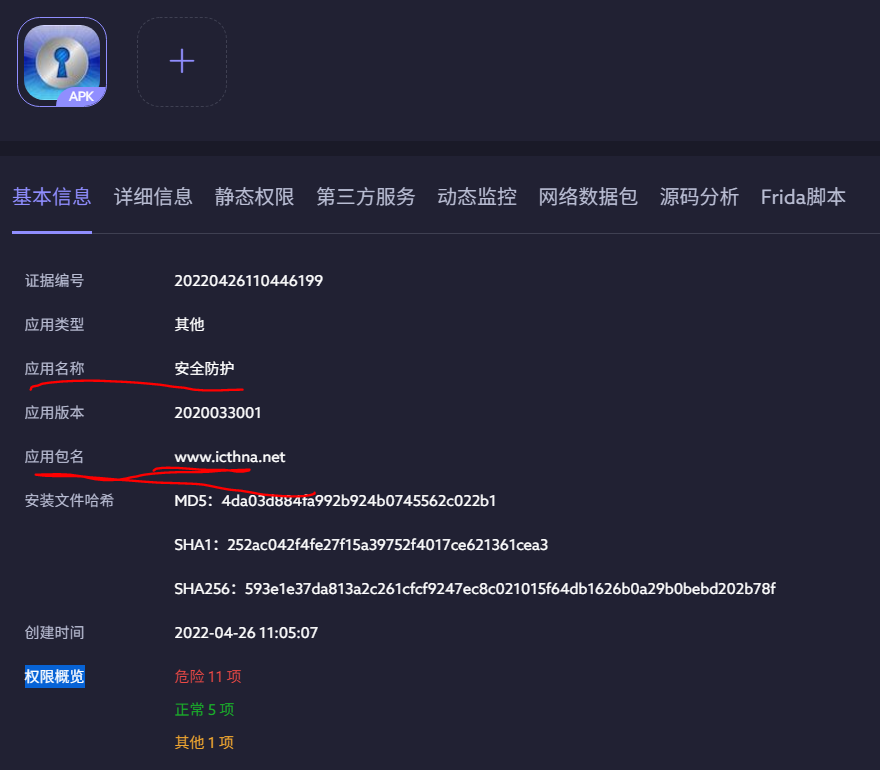 APK
基本信息 详细信息 静态权限 第三方服务 动态监控 网络数据包 源码分析 Frida脚本
证据编号 20220426110446199
应用类型 其他
应用名称 安全防护
应用版本 2020033001
应用包名 www.icthna.net
安装文件哈希 MD5：4da03d884fa992b924b0745562c022b1
SHA1：252ac042f4fe27f15a39752f4017ce621361cea3
SHA256：593e1e37da813a2c261cfcf9247ec8c021015f64db1626b0a29b0bebd202b78f
创建时间 2022-04-26 11:05:07
权限概览 危险 11 项
正常 5 项
其他 1 项